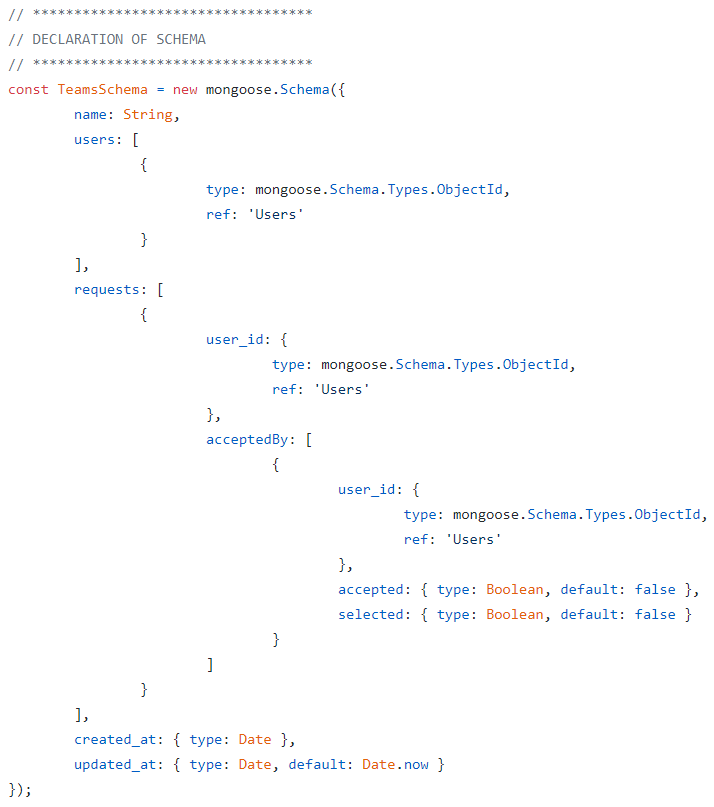 // **********************************
// DECLARATION OF SCHEMA
// **********************************
const TeamsSchema = new mongoose.Schema({
        name: String,
        users: [
                {
                        type: mongoose.Schema.Types.ObjectId,
                        ref: 'Users'
                }
        ],
        requests: [
                {
                        user_id: {
                                type: mongoose.Schema.Types.ObjectId,
                                ref: 'Users'
                        },
                        acceptedBy: [
                                {
                                        user_id: {
                                                type: mongoose.Schema.Types.ObjectId,
                                                ref: 'Users'
                                        },
                                        accepted: { type: Boolean, default: false },
                                        selected: { type: Boolean, default: false }
                                }
                        ]
                }
        ],
        created_at: { type: Date },
        updated_at: { type: Date, default: Date.now }
});